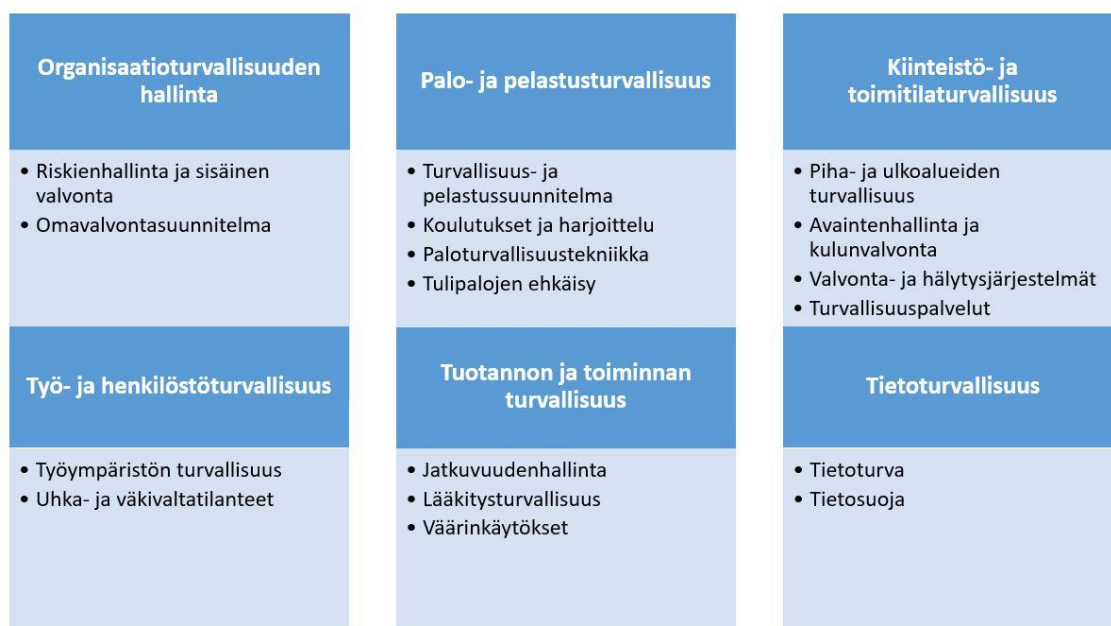 Organisaatioturvallisuuden
hallinta
• Riskienhallinta ja sisäinen
valvonta
• Omavalvontasuunnitelma
Palo- ja pelastusturvallisuus
• Turvallisuus- ja
pelastussuunnitelma
• Koulutukset ja harjoittelu
• Paloturvallisuustekniikka
• Tulipalojen ehkäisy
Kiinteistö- ja
toimitilaturvallisuus
• Piha- ja ulkoalueiden
turvallisuus
• Avaintenhallinta ja
kulunvalvonta
• Valvonta- ja hälytysjärjestelmät
• Turvallisuuspalvelut
Työ- ja henkilöstöturvallisuus
• Työympäristön turvallisuus
• Uhka- ja väkivaltatilanteet
Tuotannon ja toiminnan
turvallisuus
• Jatkuvuudenhallinta
• Lääkitysturvallisuus
• Väärinkäytökset
Tietoturvallisuus
• Tietoturva
• Tietosuoja